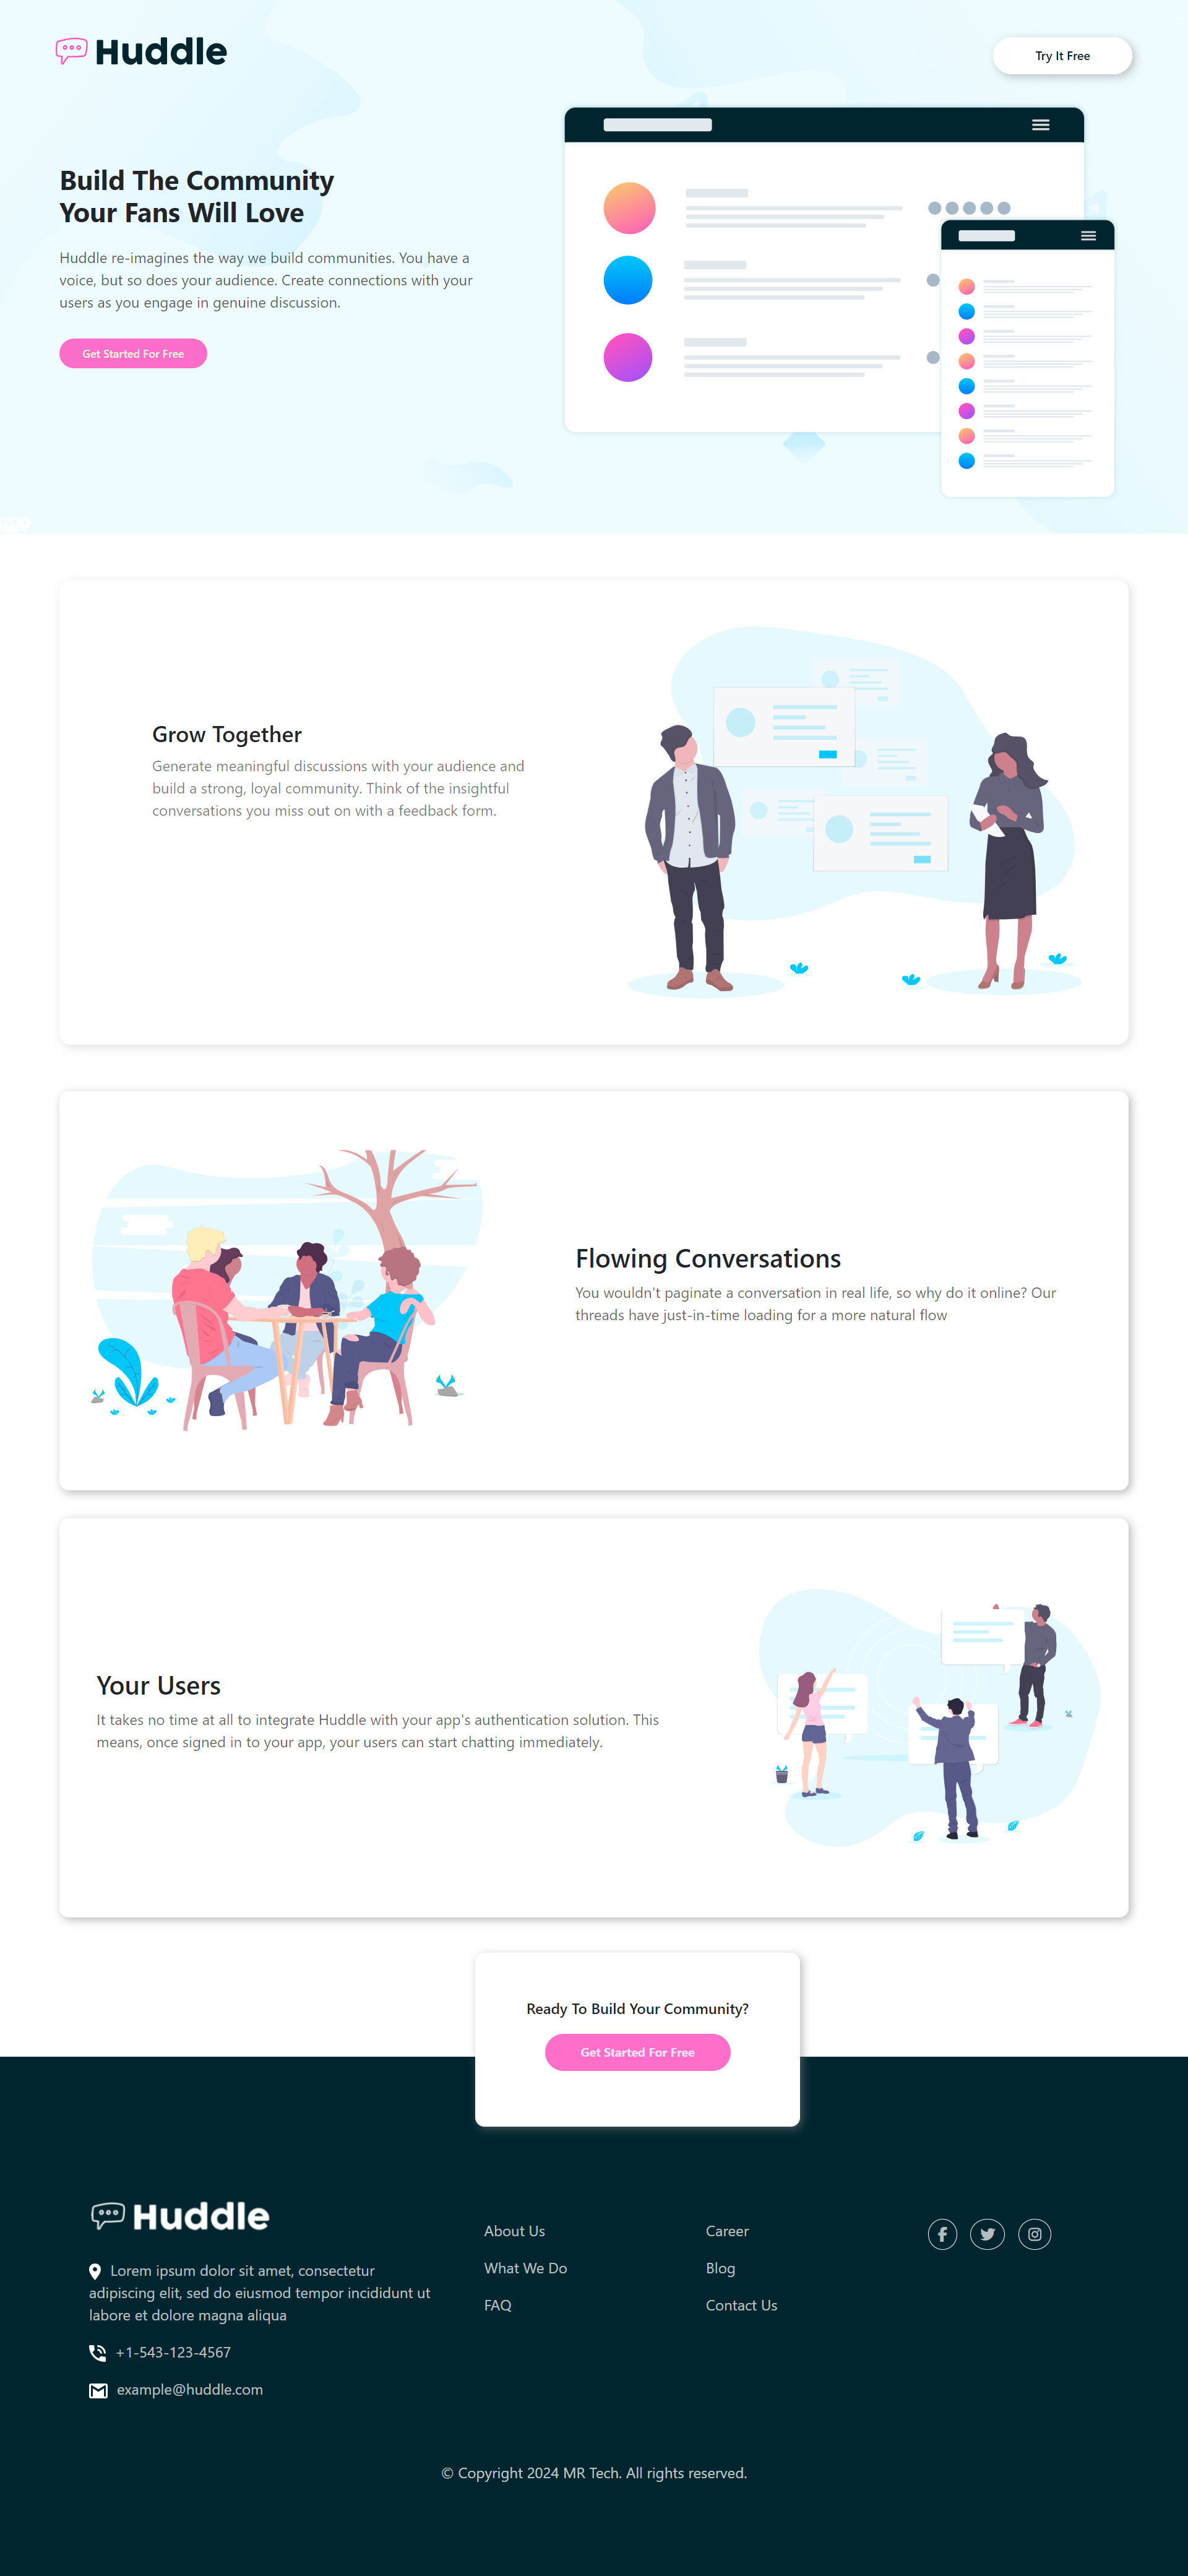 Huddle
Try It Free
Build The Community
Your Fans Will Love
Huddle re-imagines the way we build communities. You have a
voice, but so does your audience. Create connections with your
users as you engage in genuine discussion.
Get Started For Free
Grow Together
Generate meaningful discussions with your audience and
build a strong, loyal community. Think of the insightful
conversations you miss out on with a feedback form.
Flowing Conversations
You wouldn't paginate a conversation in real life, so why do it online? Our
threads have just-in-time loading for a more natural flow
Your Users
It takes no time at all to integrate Huddle with your app's authentication solution. This
means, once signed in to your app, your users can start chatting immediately.
Ready To Build Your Community?
Get Started For Free
Huddle
Lorem ipsum dolor sit amet, consectetur
adipiscing elit, sed do eiusmod tempor incididunt ut
labore et dolore magna aliqua
+1-543-123-4567
example@huddle.com
About Us
What We Do
FAQ
Career
Blog
Contact Us
© Copyright 2024 MR Tech. All rights reserved.